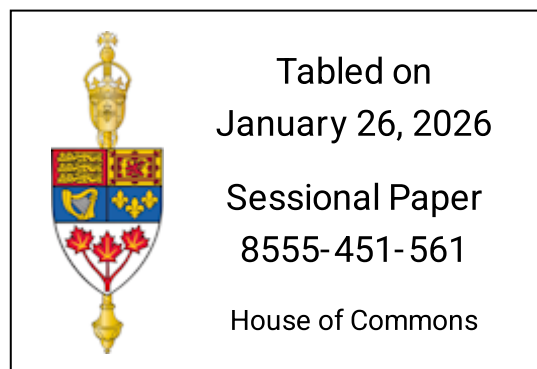 Tabled on
January 26, 2026
Sessional Paper
8555-451-561
House of Commons